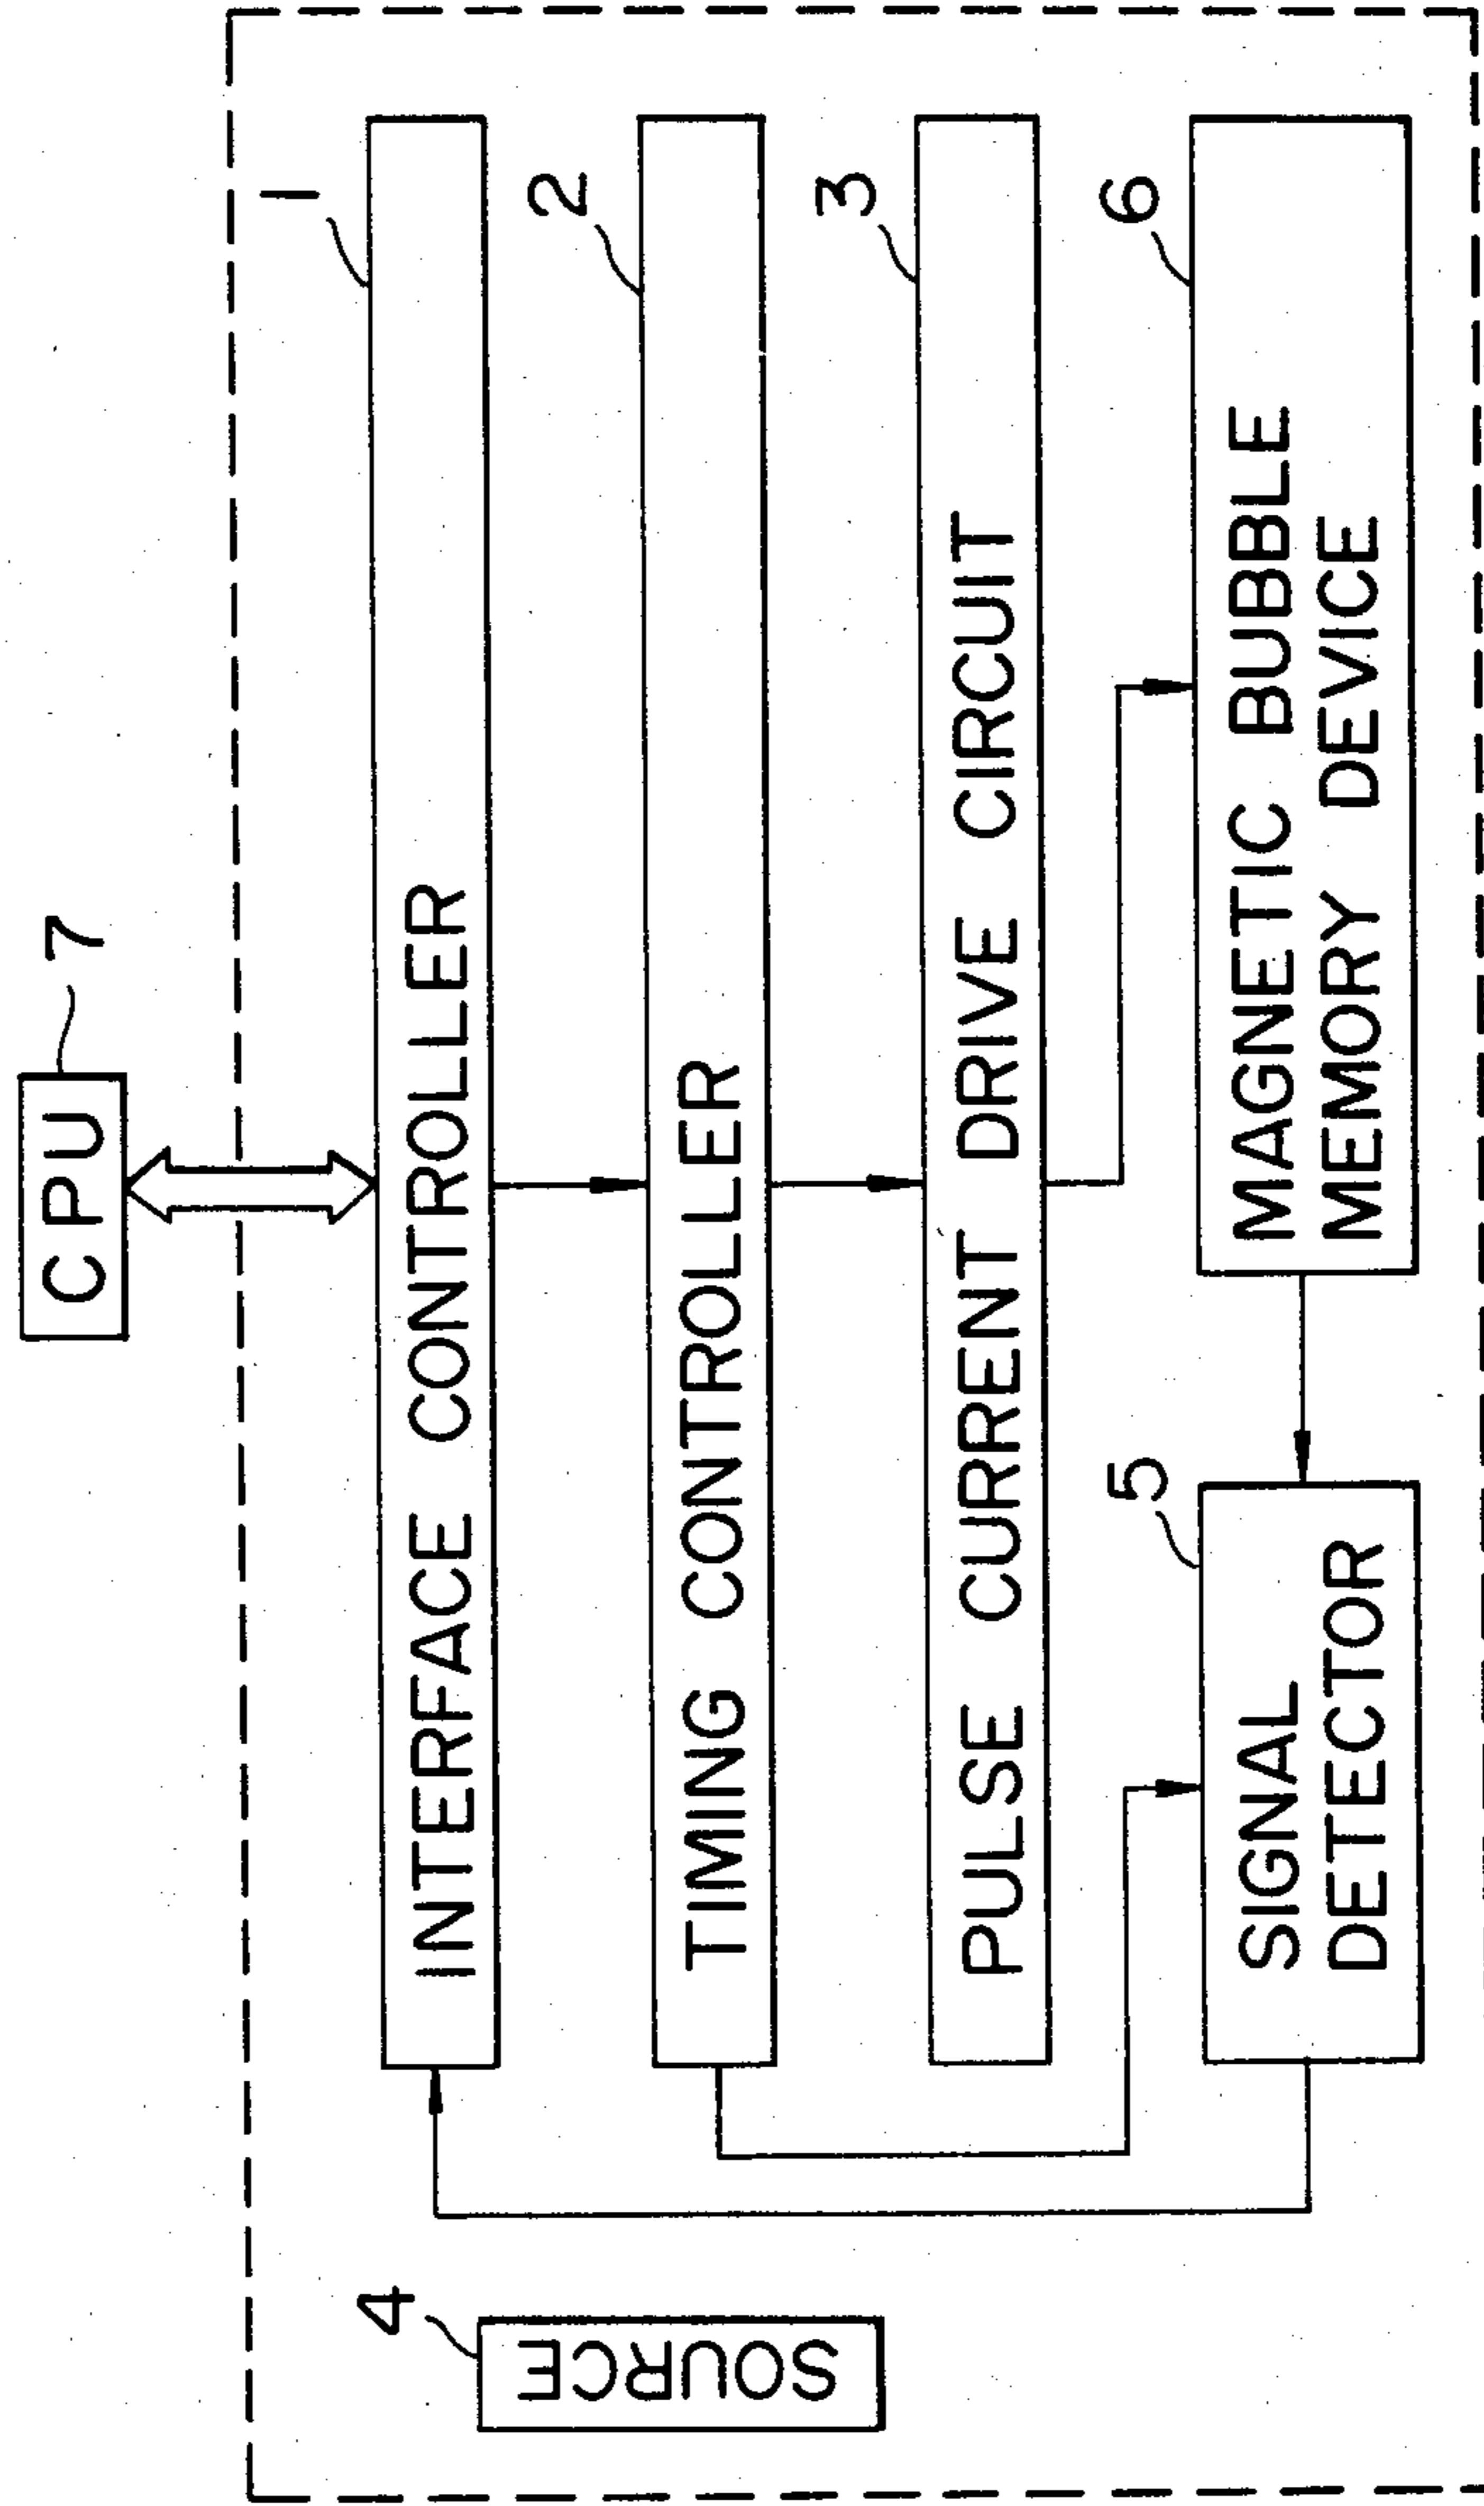 CPU
7
1
INTERFACE CONTROLLER
2
TIMING CONTROLLER
3
PULSE CURRENT DRIVE CIRCUIT
4
SOURCE
5
SIGNAL
DETECTOR
6
MAGNETIC BUBBLE
MEMORY DEVICE